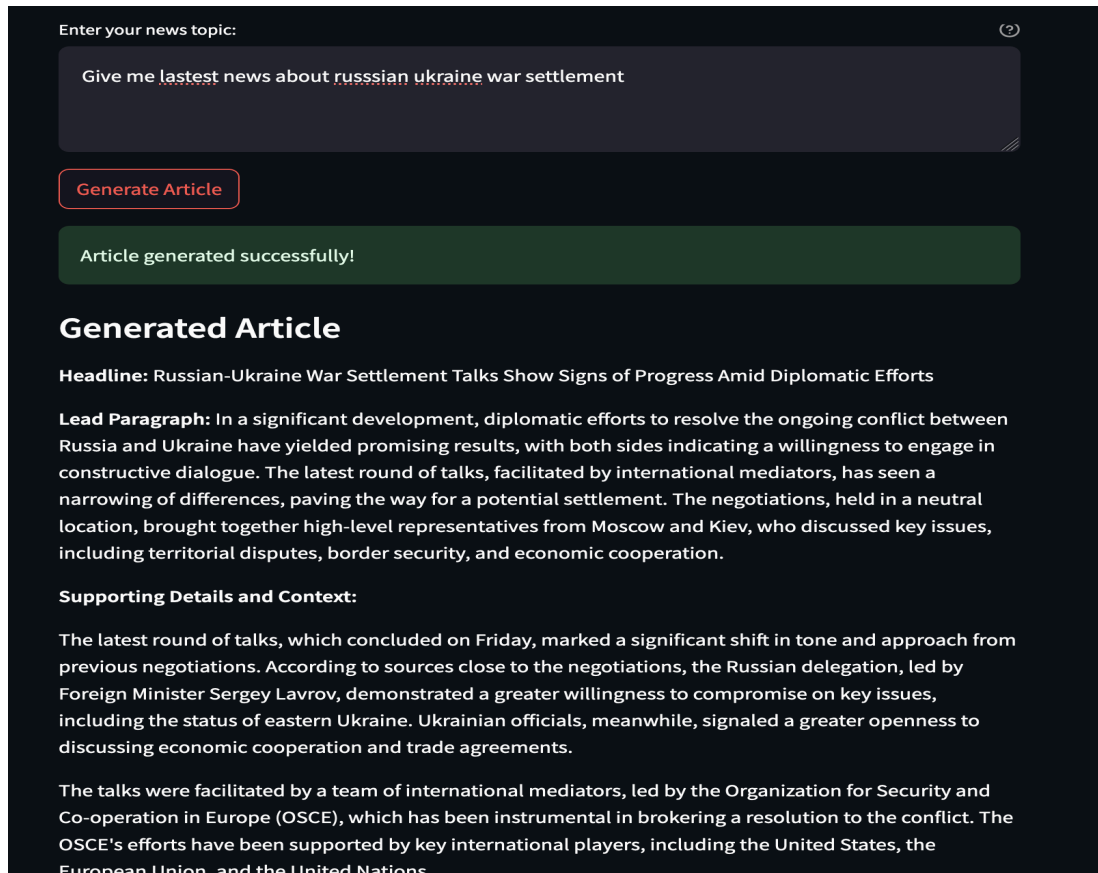 Enter your news topic:
Give me lastest news about russsian ukraine war settlement
Generate Article
Article generated successfully!
Generated Article
Headline: Russian-Ukraine War Settlement Talks Show Signs of Progress Amid Diplomatic Efforts
Lead Paragraph: In a significant development, diplomatic efforts to resolve the ongoing conflict between
Russia and Ukraine have yielded promising results, with both sides indicating a willingness to engage in
constructive dialogue. The latest round of talks, facilitated by international mediators, has seen a
narrowing of differences, paving the way for a potential settlement. The negotiations, held in a neutral
location, brought together high-level representatives from Moscow and Kiev, who discussed key issues,
including territorial disputes, border security, and economic cooperation.
Supporting Details and Context:
The latest round of talks, which concluded on Friday, marked a significant shift in tone and approach from
previous negotiations. According to sources close to the negotiations, the Russian delegation, led by
Foreign Minister Sergey Lavrov, demonstrated a greater willingness to compromise on key issues,
including the status of eastern Ukraine. Ukrainian officials, meanwhile, signaled a greater openness to
discussing economic cooperation and trade agreements.
The talks were facilitated by a team of international mediators, led by the Organization for Security and
Co-operation in Europe (OSCE), which has been instrumental in brokering a resolution to the conflict. The
OSCE's efforts have been supported by key international players, including the United States, the
European Union, and the United Nations.